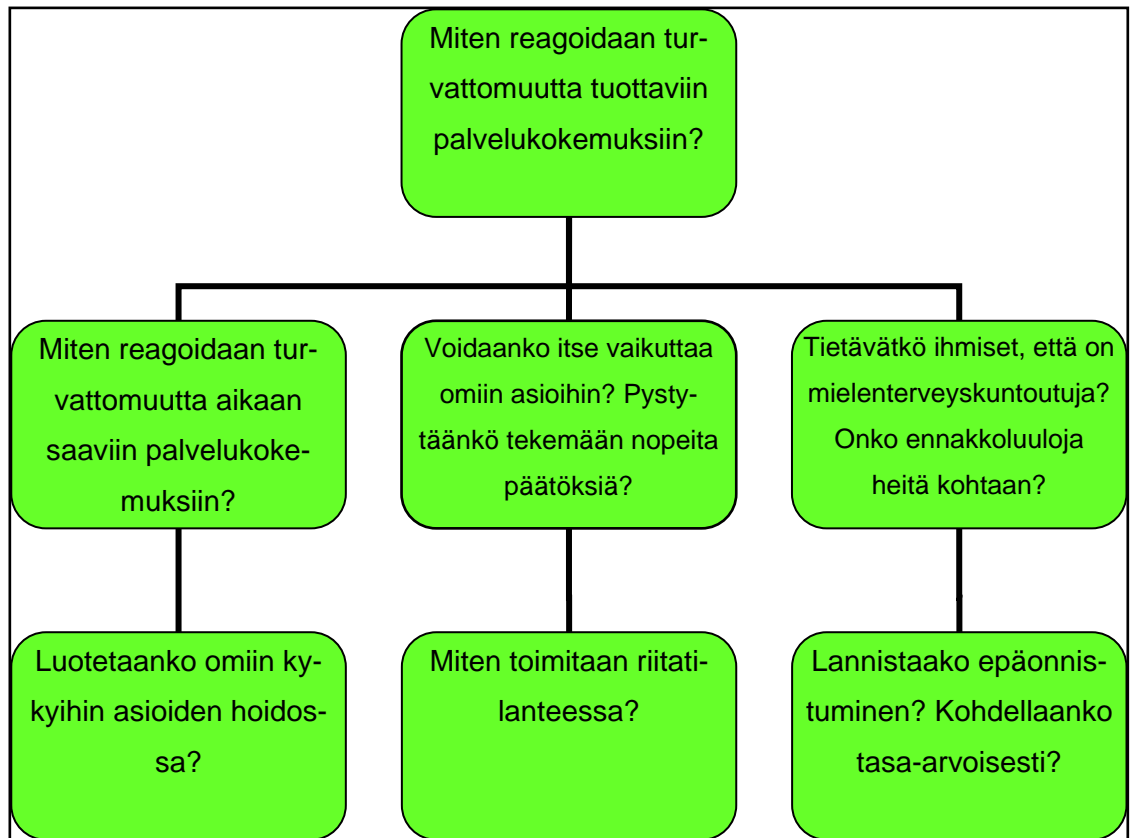 Miten reagoidaan tur-
vattomuutta tuottaviin
palvelukokemuksiin?
Miten reagoidaan tur-
vattomuutta aikaan
saaviin palvelukoke-
muksiin?
Voidaanko itse vaikuttaa
omiin asioihin? Pysty-
täänkö tekemään nopeita
päätöksiä?
Tietävätkö ihmiset, että on
mielenterveyskuntoutuja?
Onko ennakkoluuloja
heitä kohtaan?
Luotetaanko omiin ky-
kyihin asioiden hoidos-
sa?
Miten toimitaan riitati-
lanteessa?
Lannistaako epäonnis-
tuminen? Kohdellaanko
tasa-arvoisesti?